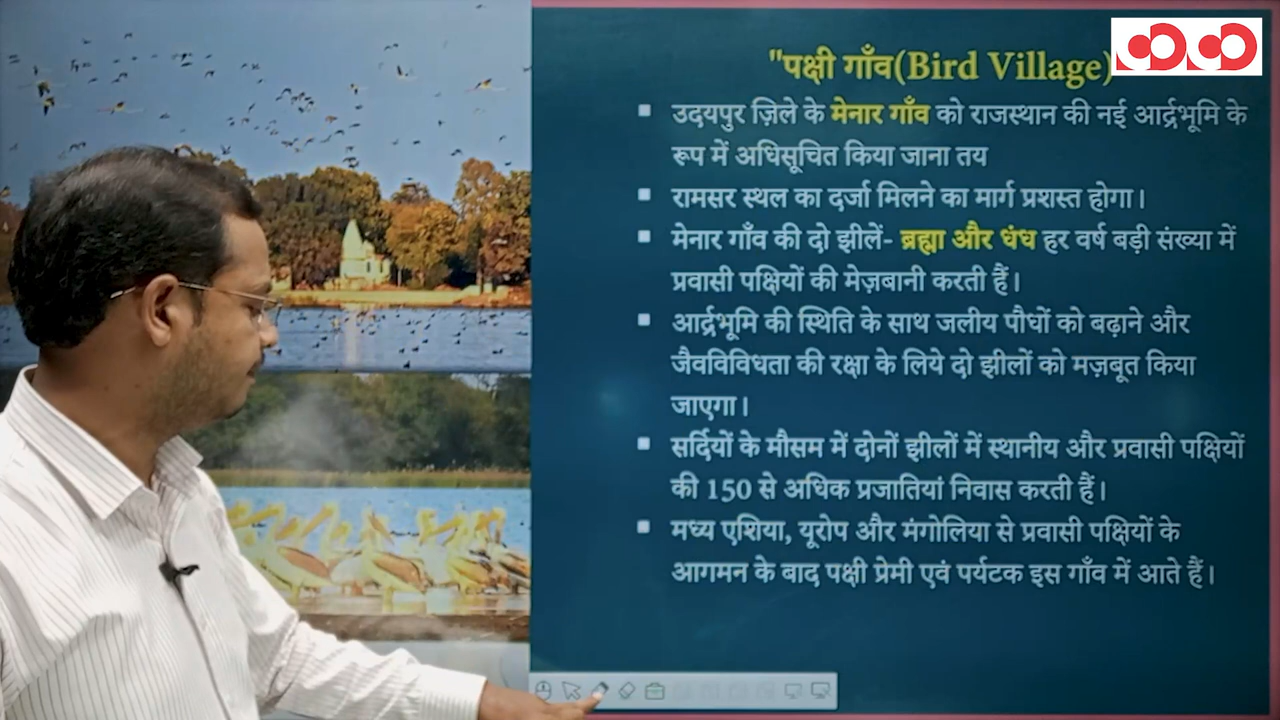 "पक्षी गाँव(Bird Village)
उदयपुर ज़िले के मेनार गाँव को राजस्थान की नई आर्द्रभूमि के
रूप में अधिसूचित किया जाना तय
रामसर स्थल का दर्जा मिलने का मार्ग प्रशस्त होगा।
मेनार गाँव की दो झीलें- ब्रह्मा और धंध हर वर्ष बड़ी संख्या में
प्रवासी पक्षियों की मेज़बानी करती हैं।
आर्द्रभूमि की स्थिति के साथ जलीय पौधों को बढ़ाने और
जैवविविधता की रक्षा के लिये दो झीलों को मज़बूत किया
जाएगा।
सर्दियों के मौसम में दोनों झीलों में स्थानीय और प्रवासी पक्षियों
की 150 से अधिक प्रजातियां निवास करती हैं।
मध्य एशिया, यूरोप और मंगोलिया से प्रवासी पक्षियों के
आगमन के बाद पक्षी प्रेमी एवं पर्यटक इस गाँव में आते हैं।